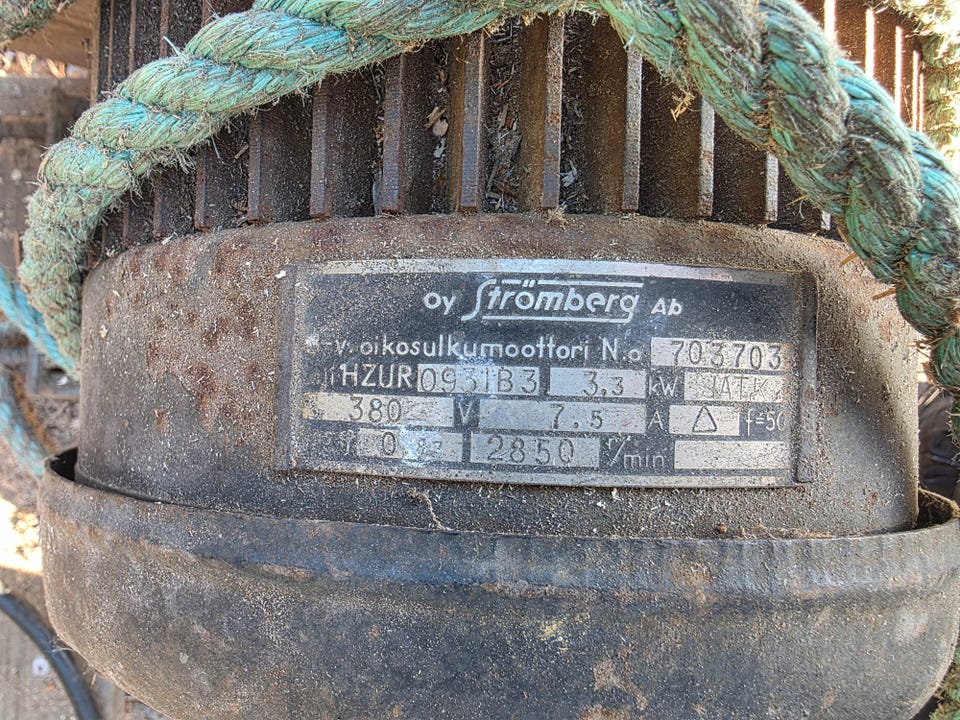 Oy Strömberg Ab
-v. oikosulkumoottori N:o 703703
HZUR 0931B3 3,3 kW JATK
380 V 7.5 A △ f=50
2850 r/min